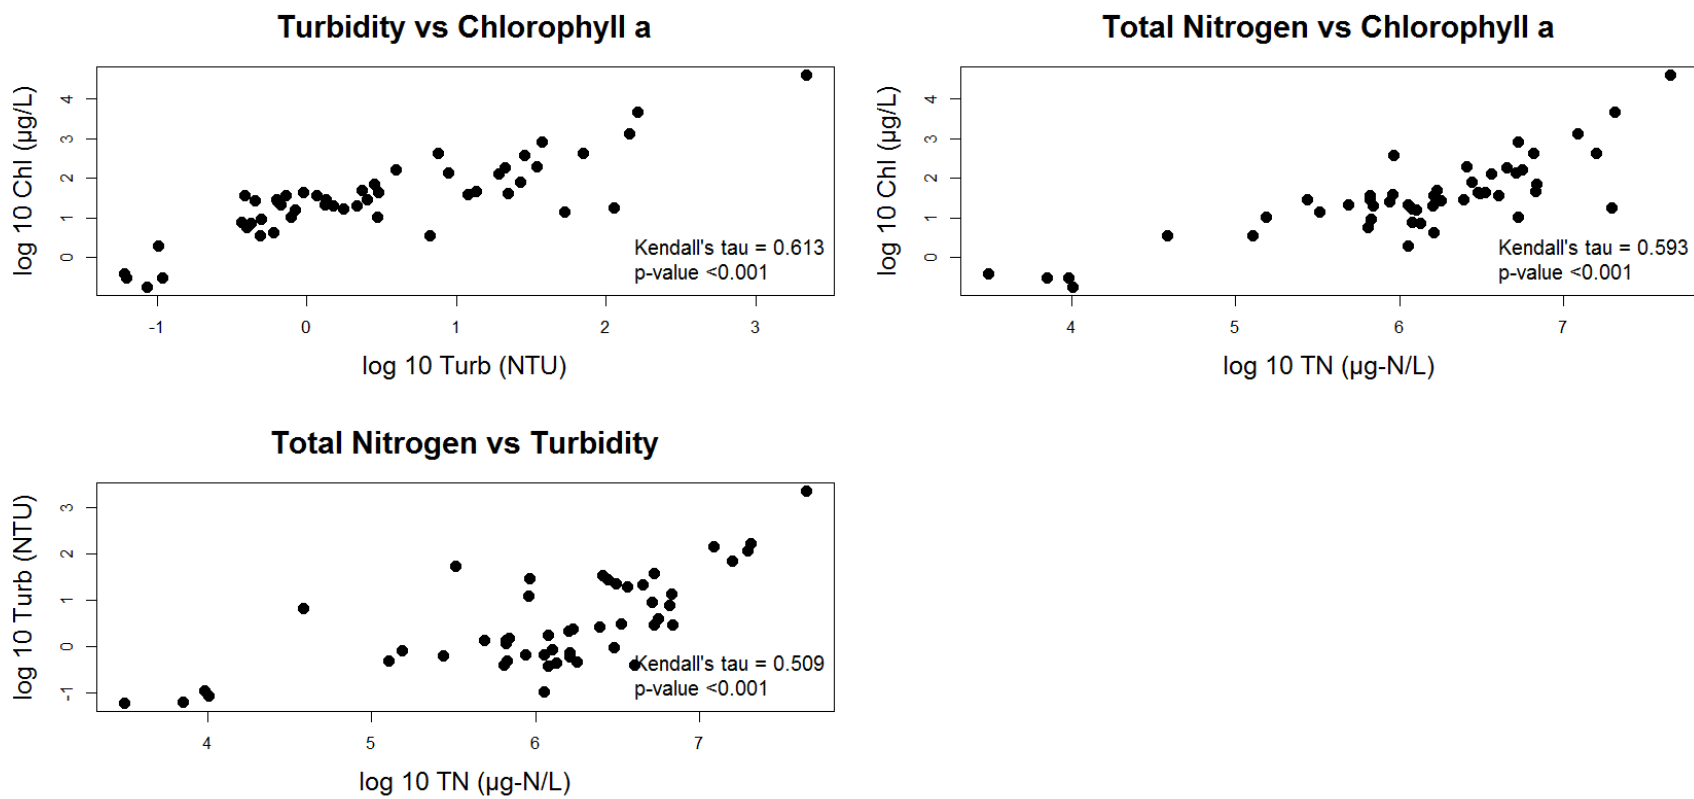 Turbidity vs Chlorophyll a
log 10 Chl (µg/L)
4
3
2
1
0
Kendall's tau = 0.613
p-value <0.001
-1
0
1
2
3
log 10 Turb (NTU)
Total Nitrogen vs Chlorophyll a
log 10 Chl (µg/L)
4
3
2
1
0
Kendall's tau = 0.593
p-value <0.001
4
5
6
7
log 10 TN (µg-N/L)
Total Nitrogen vs Turbidity
log 10 Turb (NTU)
3
2
1
0
-1
Kendall's tau = 0.509
p-value <0.001
4
5
6
7
log 10 TN (µg-N/L)